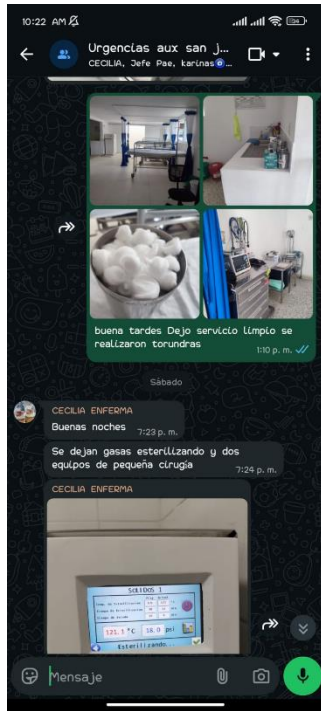 10:22 AM
Urgencias aux san j...
CECILIA, Jefe Pae, karinas...
buena tardes Dejo servicio limpio se
realizaron torundras
1:10 p. m.
Sábado
CECILIA ENFERMA
Buenas noches
7:23 p. m.
Se dejan gasas esterilizando y dos
equipos de pequeña cirugía
7:24 p. m.
CECILIA ENFERMA
SOLIDOS 1
121.1 °C
18.0 psi
Esterilizando
Mensaje